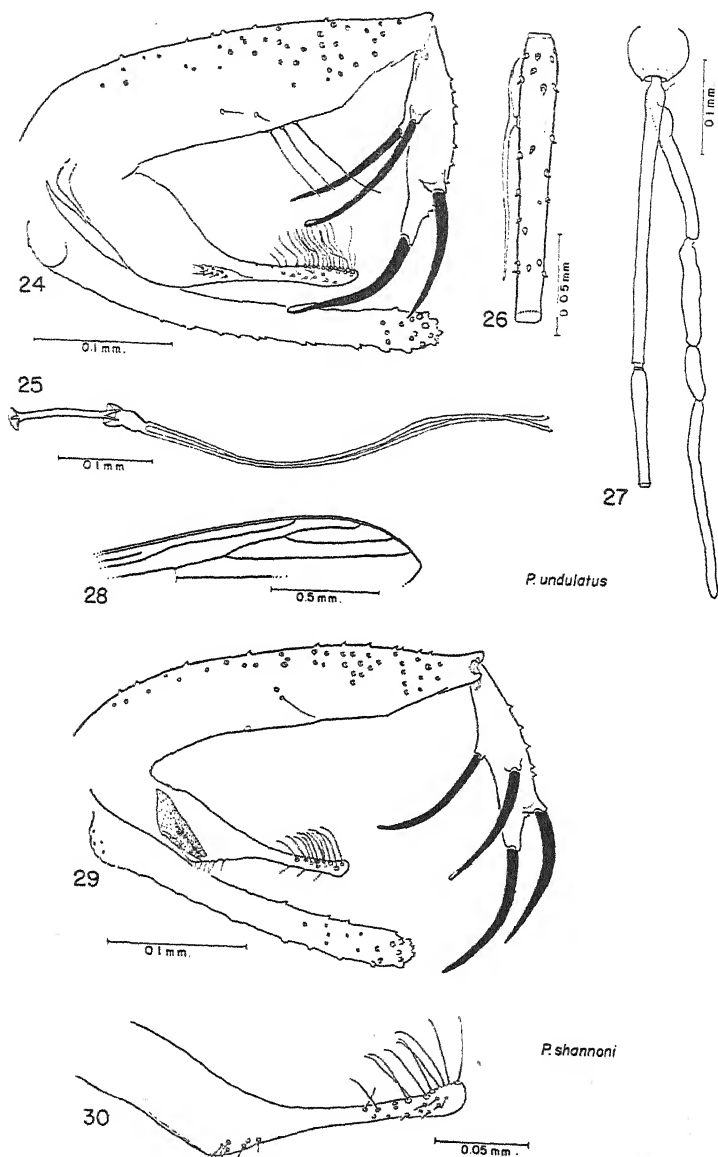 24
0.1 mm.
25
0.1 mm
26
0.05 mm
27
0.1 mm.
28
0.5 mm.
P. undulatus
29
0.1 mm.
P. shannoni
30
0.05 mm.